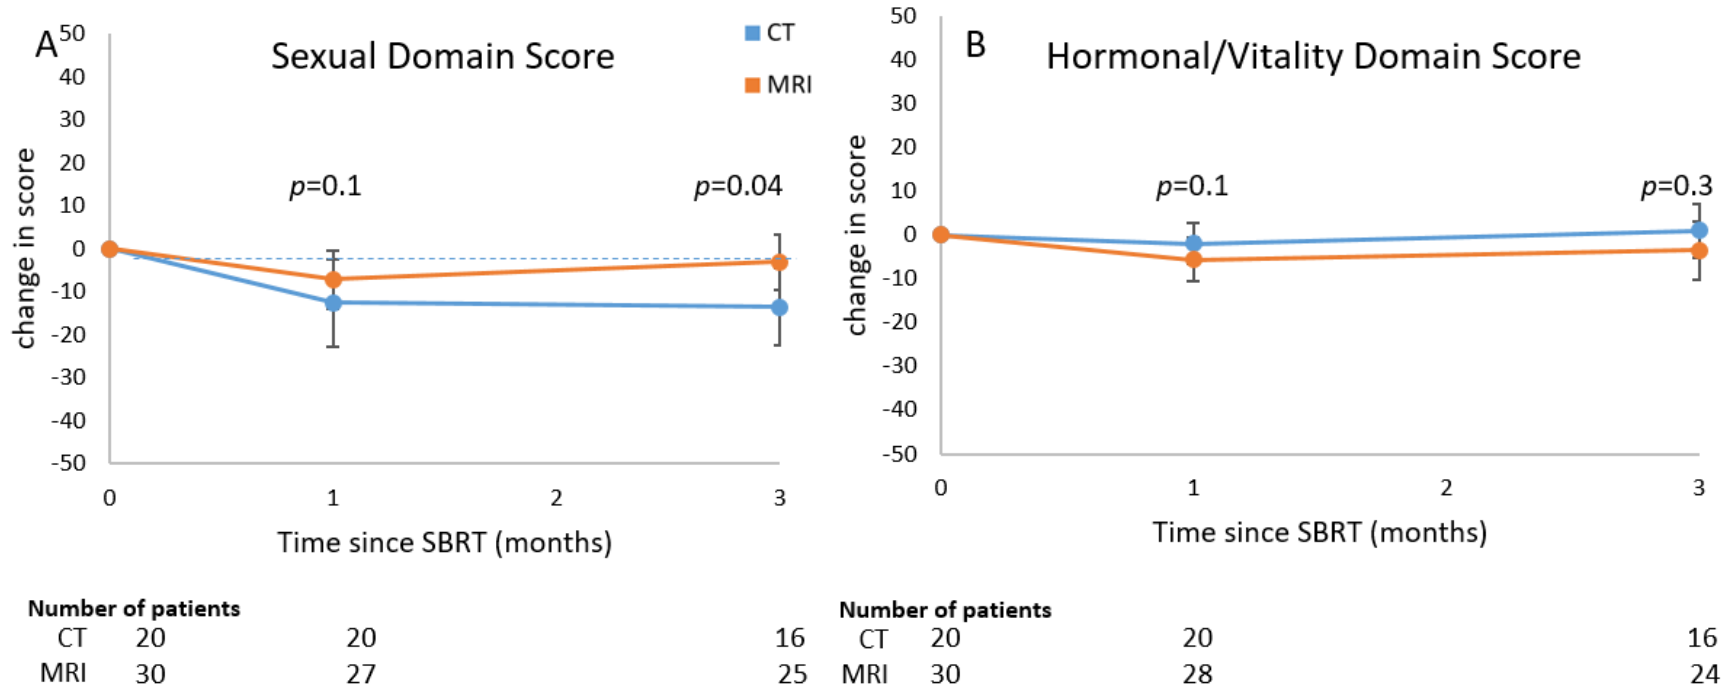 A
Sexual Domain Score
CT
MRI
50
40
30
20
10
0
-10
-20
-30
-40
-50
change in score
p=0.1
p=0.04
0 1 2 3
Time since SBRT (months)
Number of patients
CT 20 20 16
MRI 30 27 25
B
Hormonal/Vitality Domain Score
50
40
30
20
10
0
-10
-20
-30
-40
-50
change in score
p=0.1
p=0.3
0 1 2 3
Time since SBRT (months)
Number of patients
CT 20 20 16
MRI 30 28 24